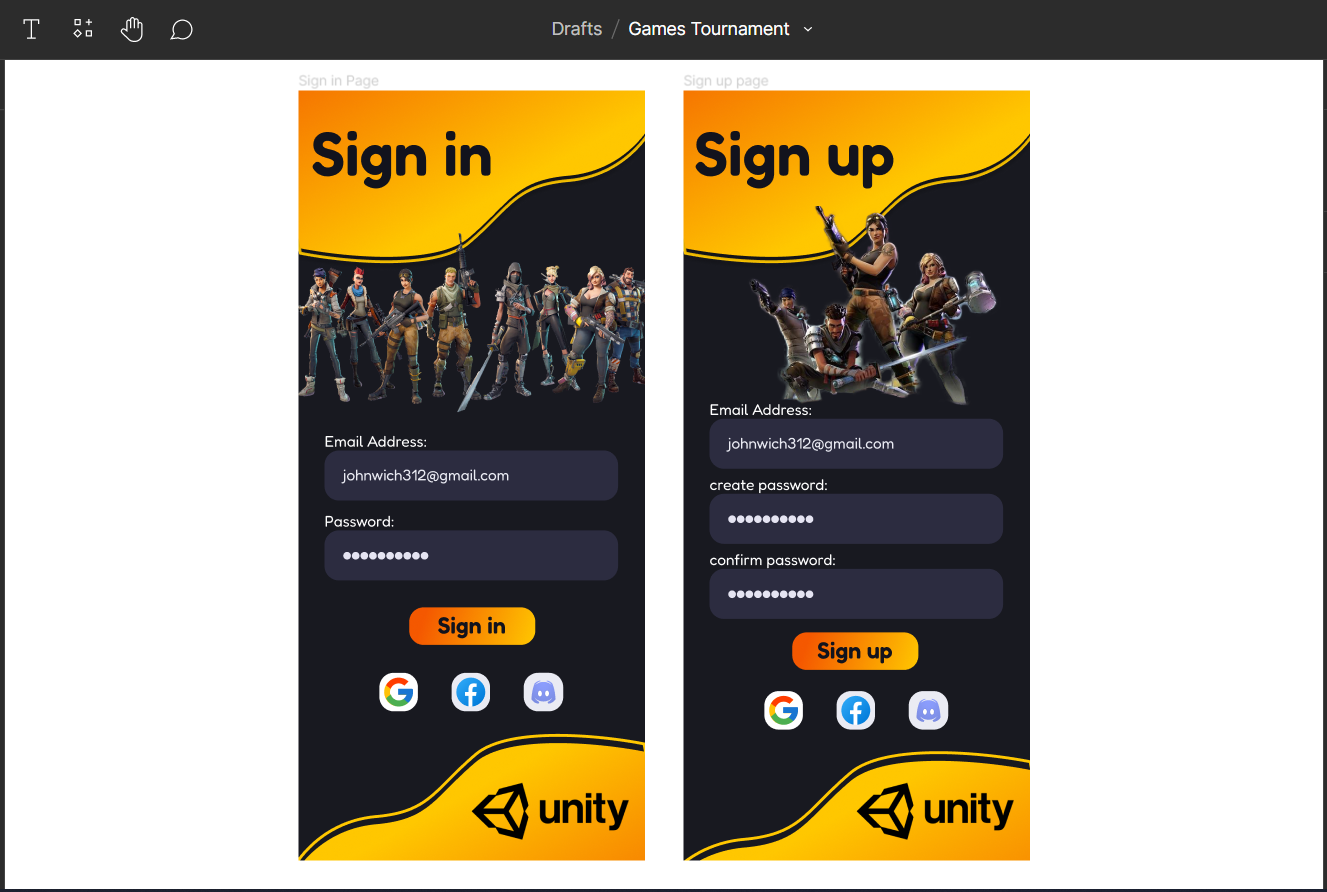 Drafts / Games Tournament
Sign in Page
Sign in
Email Address:
johnwich312@gmail.com
Password:
●●●●●●●●●●
Sign in
unity
Sign up page
Sign up
Email Address:
johnwich312@gmail.com
create password:
●●●●●●●●●●
confirm password:
●●●●●●●●●●
Sign up
unity